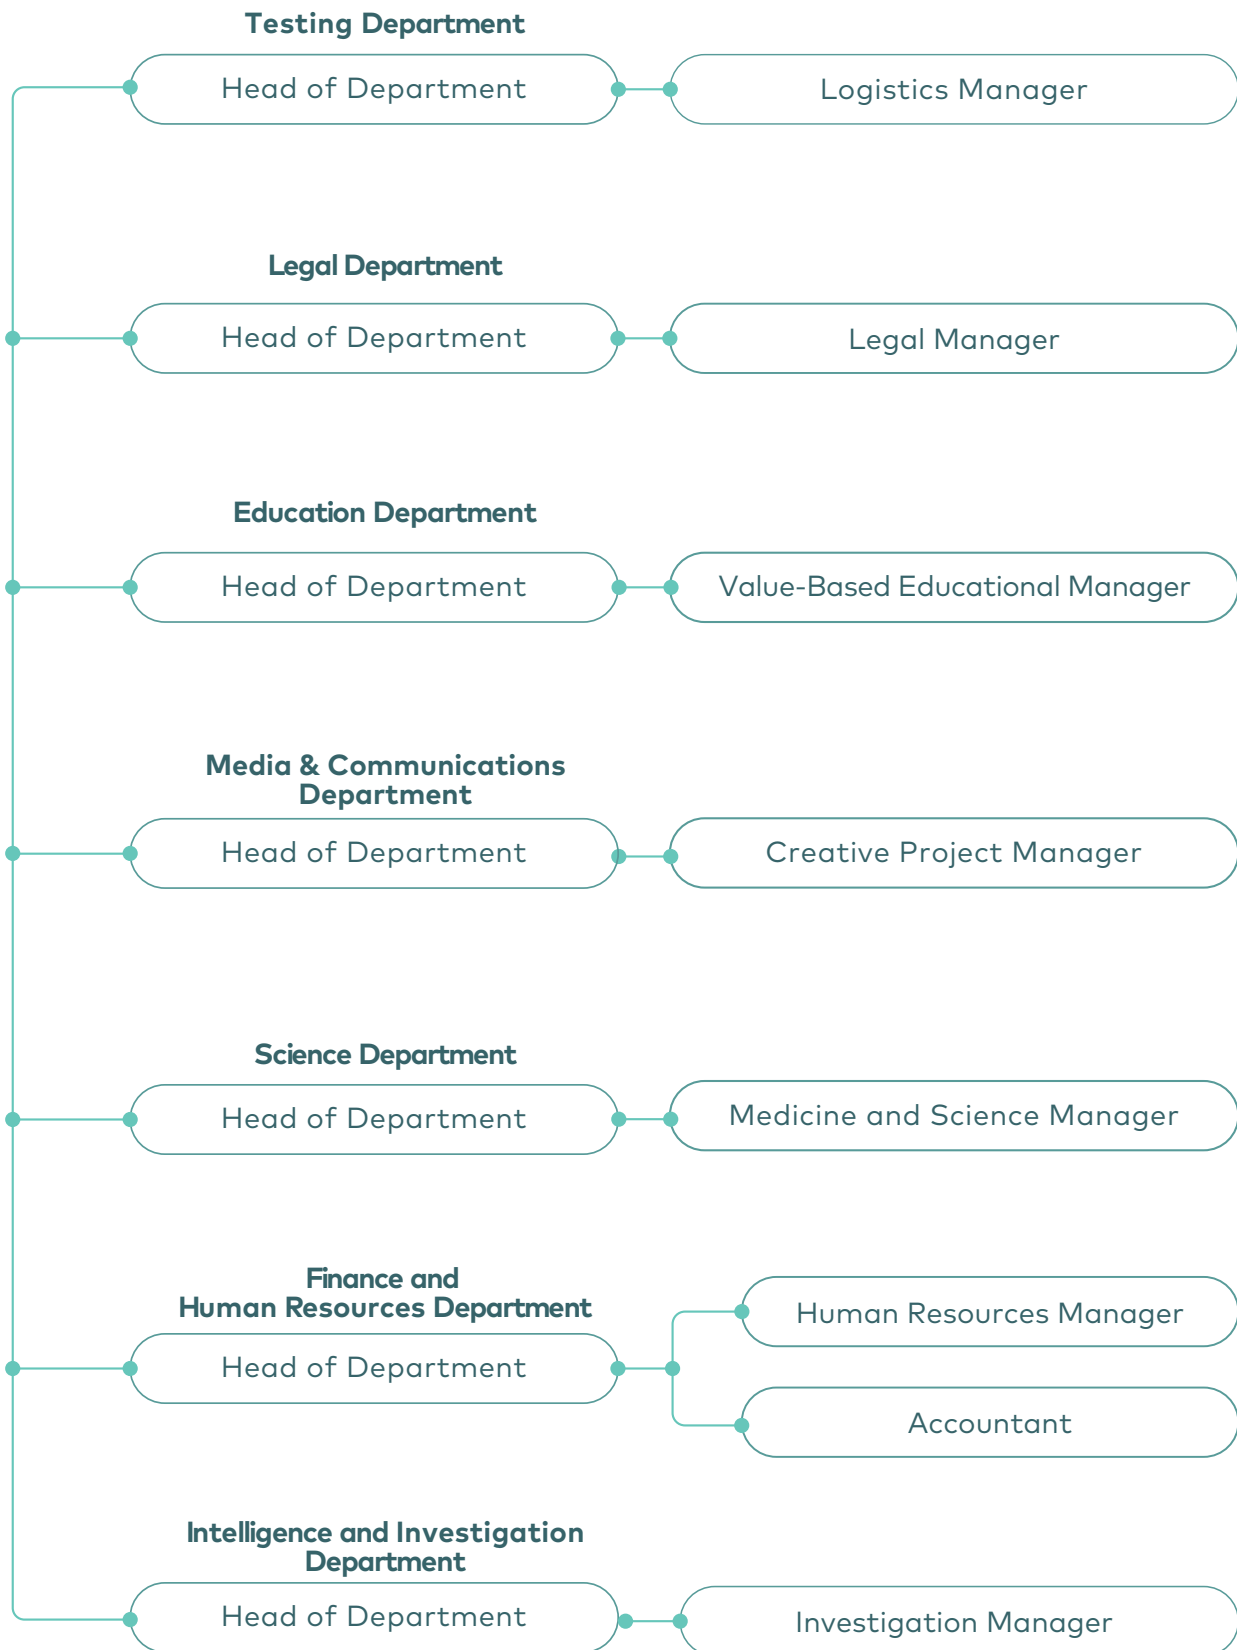 Testing Department
Head of Department
Logistics Manager
Legal Department
Head of Department
Legal Manager
Education Department
Head of Department
Value-Based Educational Manager
Media & Communications
Department
Head of Department
Creative Project Manager
Science Department
Head of Department
Medicine and Science Manager
Finance and
Human Resources Department
Head of Department
Human Resources Manager
Accountant
Intelligence and Investigation
Department
Head of Department
Investigation Manager